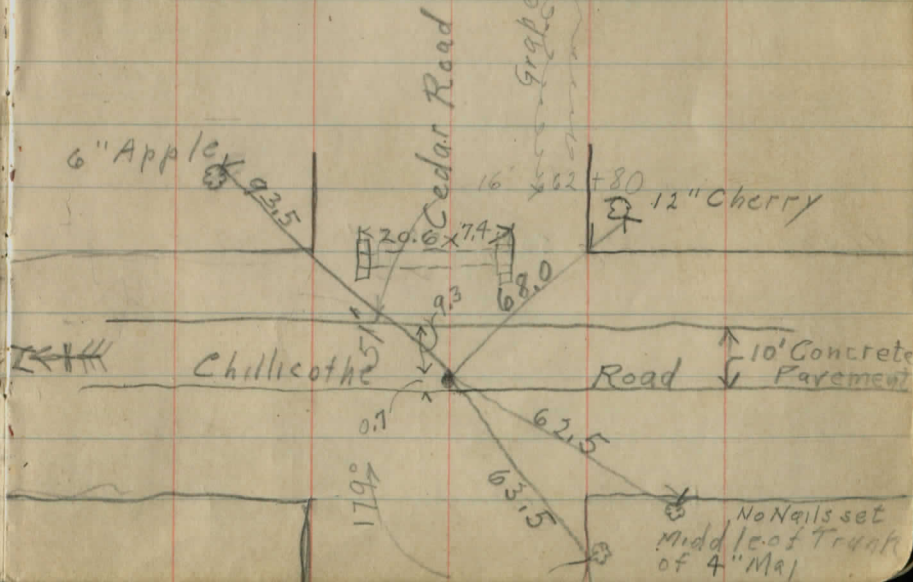 Cedar Road
Grape
6" Apple
93.5
16 +80
12" Cherry
20.6 x 7.4
68.0
9.3
51°
Chillicothe Road
10' Concrete
Pavement
0.7
62.5
63.5
179°
No Nails set
Middle of Trunk
of 4" Map